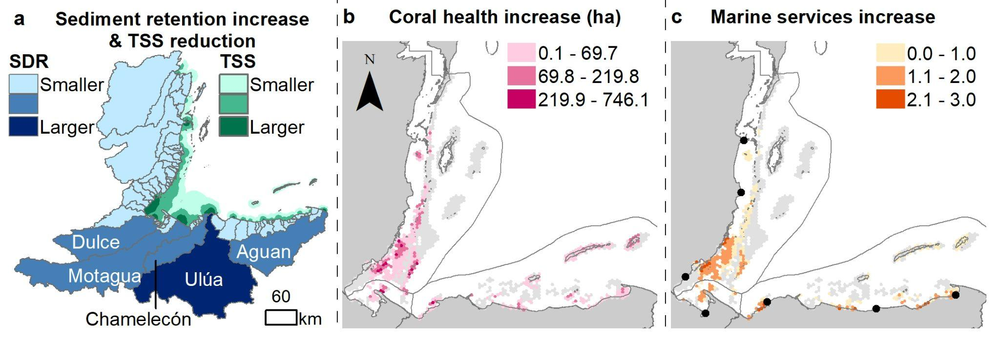 a Sediment retention increase
& TSS reduction
SDR
Smaller
Larger
TSS
Smaller
Larger
Dulce
Motagua
Aguan
Ulúa
Chamelecón
60
km
b Coral health increase (ha)
N
0.1 - 69.7
69.8 - 219.8
219.9 - 746.1
c Marine services increase
0.0 - 1.0
1.1 - 2.0
2.1 - 3.0